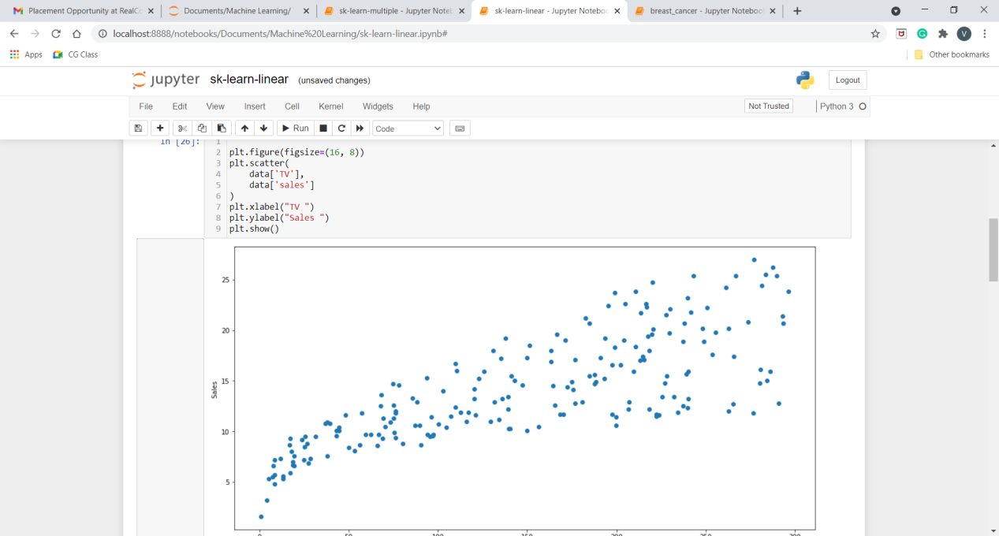 Placement Opportunity at RealCo
Documents/Machine Learning/
sk-learn-multiple - Jupyter Noteb
sk-learn-linear - Jupyter Notebook
breast_cancer - Jupyter Notebook
localhost:8888/notebooks/Documents/Machine%20Learning/sk-learn-linear.ipynb#
V
Apps
CG Class
Other bookmarks
jupyter sk-learn-linear (unsaved changes)
Logout
File Edit View Insert Cell Kernel Widgets Help
Not Trusted
Python 3
Run
Code
In [26]:
1
2 plt.figure(figsize=(16, 8))
3 plt.scatter(
4 data['TV'],
5 data['sales']
6 )
7 plt.xlabel("TV ")
8 plt.ylabel("Sales ")
9 plt.show()
25
20
15
10
5
Sales
0 50 100 150 200 250 300